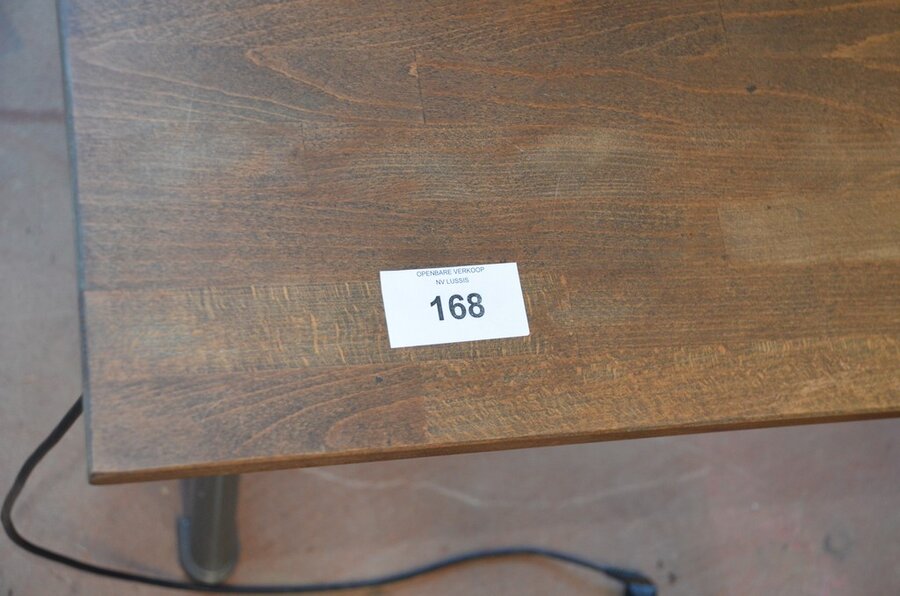 OPENBARE VERKOOP
NV LUSSIS
168